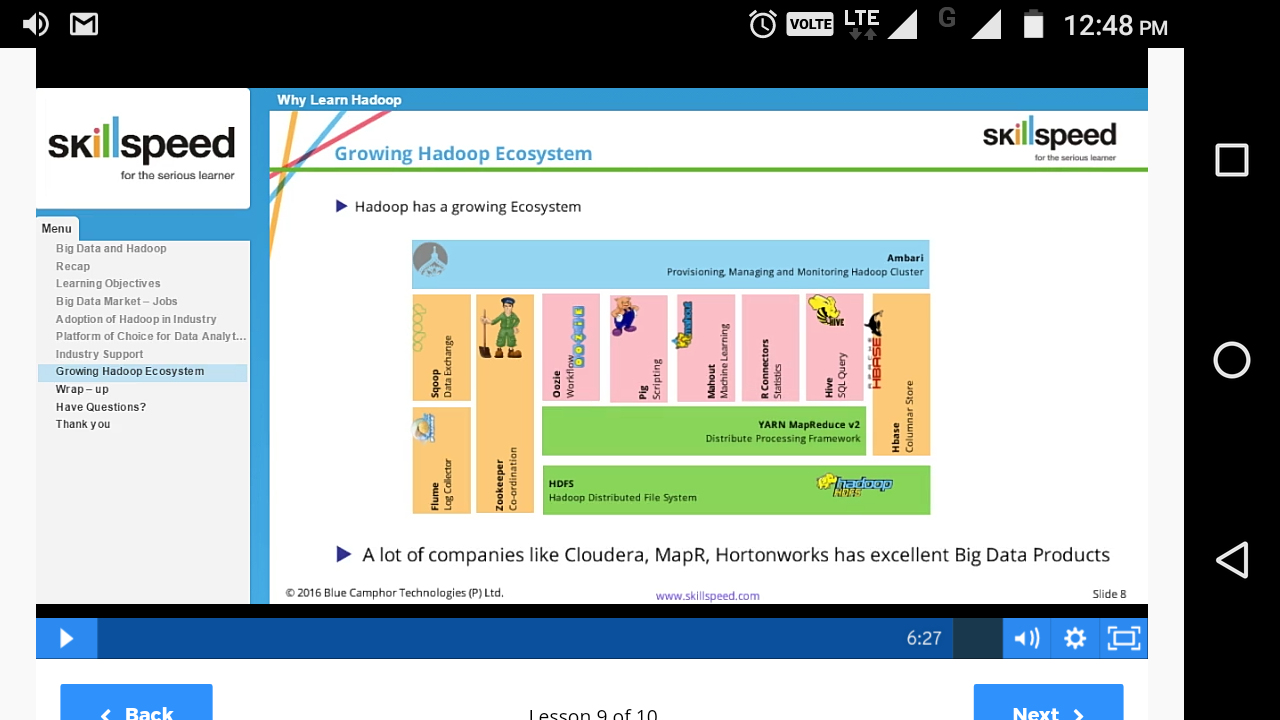 VOLTE LTE G 12:48 PM
skillspeed
for the serious learner
Menu
Big Data and Hadoop
Recap
Learning Objectives
Big Data Market – Jobs
Adoption of Hadoop in Industry
Platform of Choice for Data Analyt...
Industry Support
Growing Hadoop Ecosystem
Wrap – up
Have Questions?
Thank you
Why Learn Hadoop
Growing Hadoop Ecosystem
skillspeed
for the serious learner
Hadoop has a growing Ecosystem
Ambari
Provisioning, Managing and Monitoring Hadoop Cluster
Sqoop
Data Exchange
Flume
Log Collector
Zookeeper
Co-ordination
Oozie
Workflow
OOZIE
Pig
Scripting
Mahout
Machine Learning
mahout
R Connectors
Statistics
Hive
SQL Query
HIVE
APACHE
HBASE
Hbase
Columnar Store
YARN MapReduce v2
Distribute Processing Framework
HDFS
Hadoop Distributed File System
hadoop
HDFS
A lot of companies like Cloudera, MapR, Hortonworks has excellent Big Data Products
© 2016 Blue Camphor Technologies (P) Ltd.
www.skillspeed.com
Slide 8
6:27
Back
Lesson 9 of 10
Next